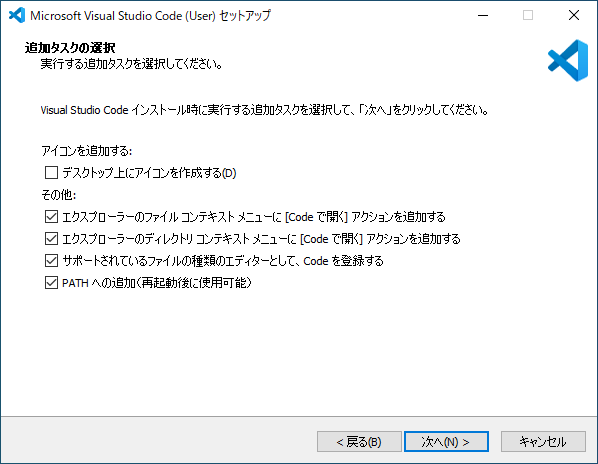 Microsoft Visual Studio Code (User) セットアップ
追加タスクの選択
実行する追加タスクを選択してください。
Visual Studio Code インストール時に実行する追加タスクを選択して、「次へ」をクリックしてください。
アイコンを追加する:
デスクトップ上にアイコンを作成する(D)
その他:
エクスプローラーのファイル コンテキスト メニューに [Code で開く] アクションを追加する
エクスプローラーのディレクトリ コンテキスト メニューに [Code で開く] アクションを追加する
サポートされているファイルの種類のエディターとして、Code を登録する
PATH への追加（再起動後に使用可能）
< 戻る(B) 次へ(N) > キャンセル